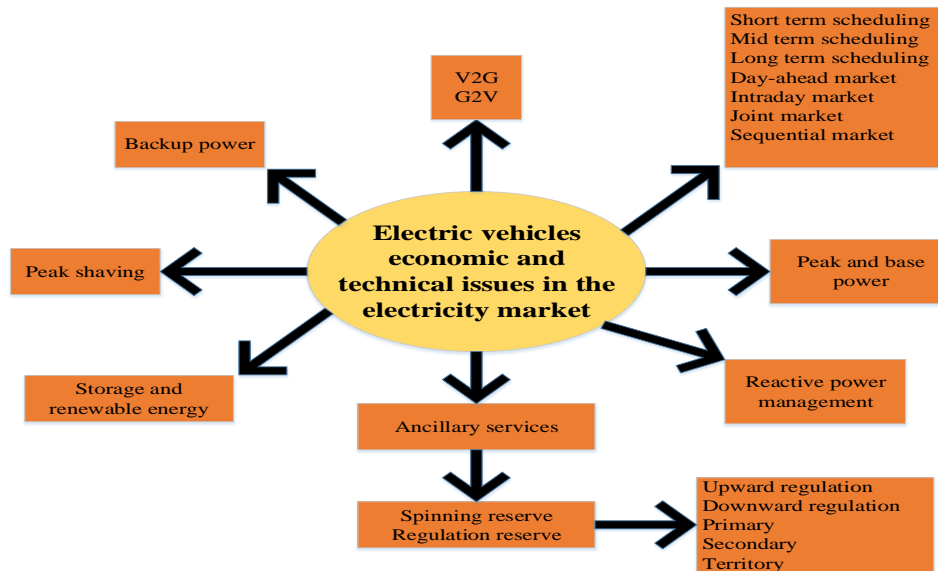 Short term scheduling
Mid term scheduling
Long term scheduling
Day-ahead market
Intraday market
Joint market
Sequential market
V2G
G2V
Backup power
Electric vehicles
economic and
technical issues in the
electricity market
Peak shaving
Peak and base
power
Storage and
renewable energy
Reactive power
management
Ancillary services
Spinning reserve
Regulation reserve
Upward regulation
Downward regulation
Primary
Secondary
Territory